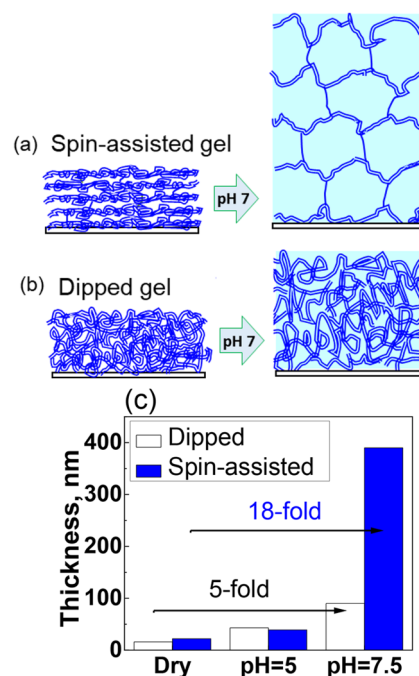 (a) Spin-assisted gel
pH 7
(b) Dipped gel
pH 7
(c)
Dipped
Spin-assisted
Thickness, nm
400
300
200
100
0
18-fold
5-fold
Dry pH=5 pH=7.5